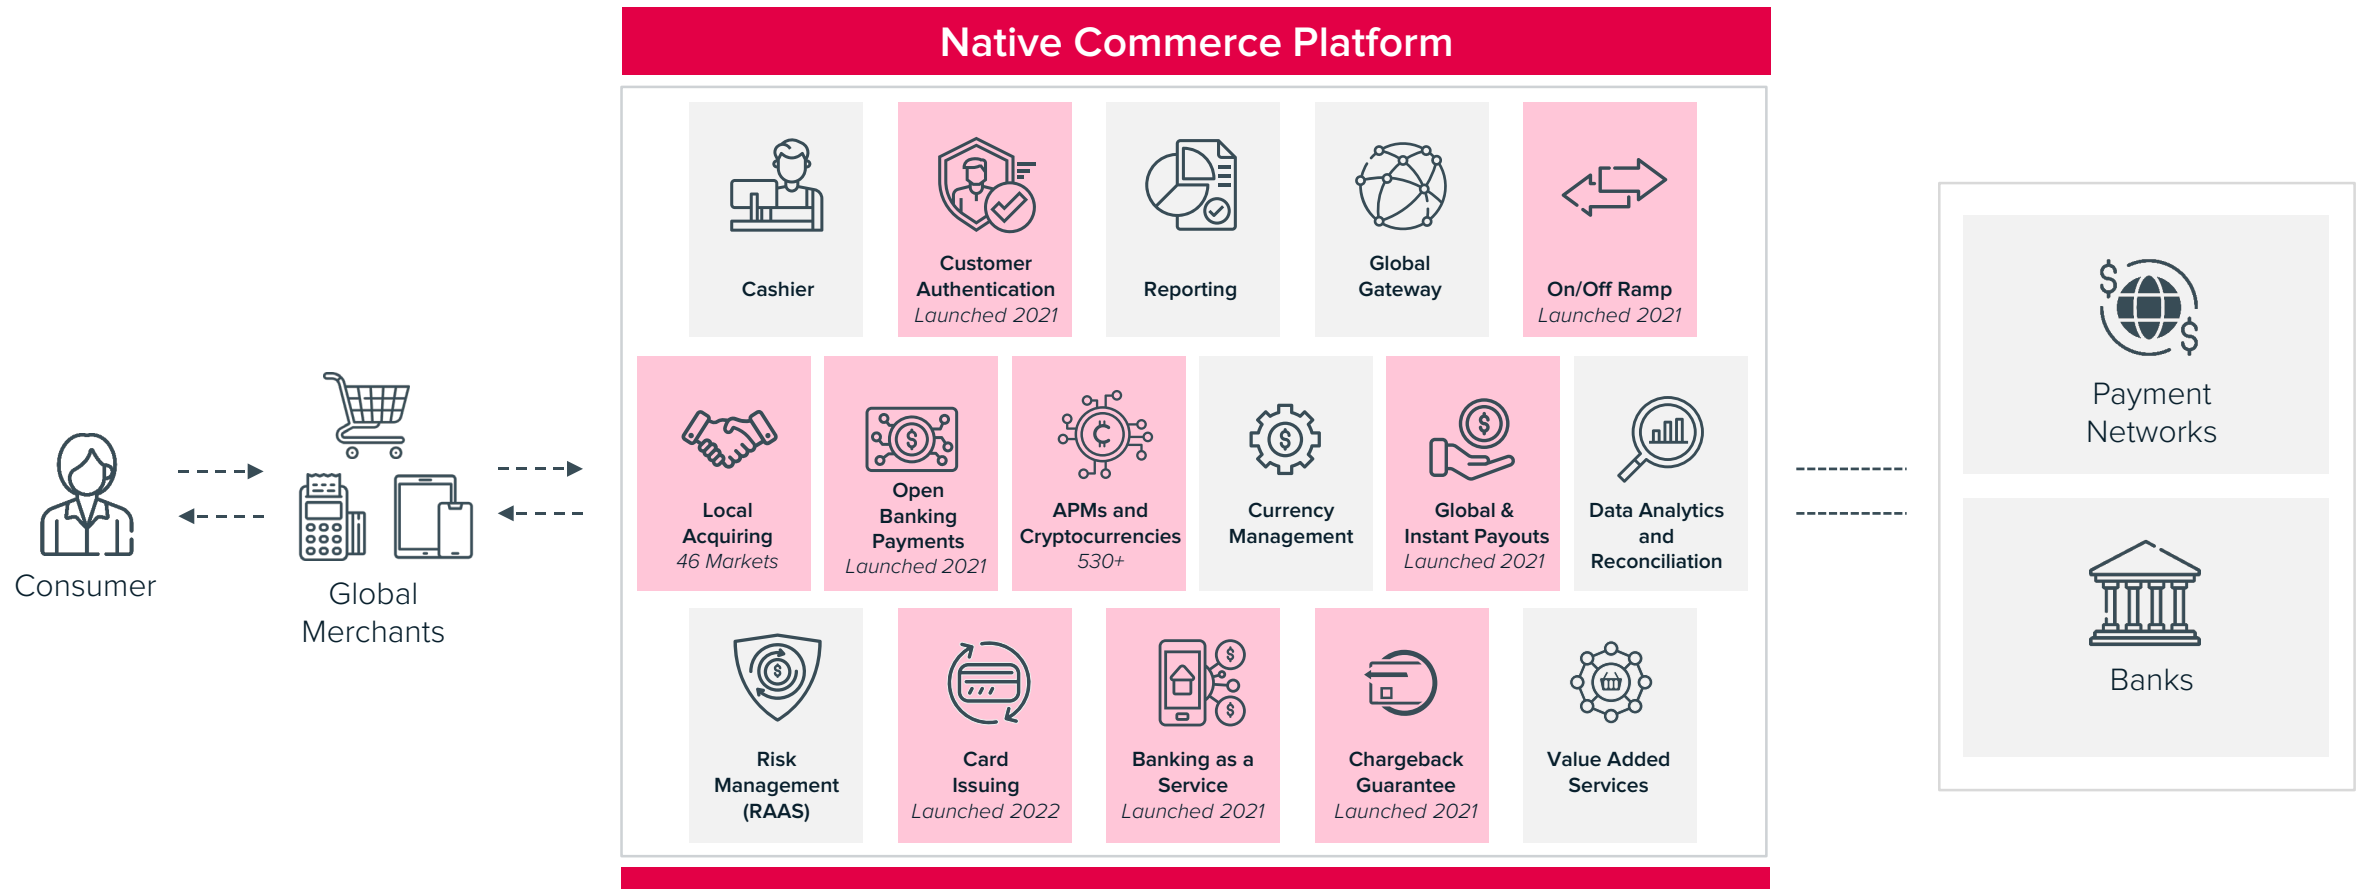 Native Commerce Platform
Cashier
Customer
Authentication
Launched 2021
Reporting
Global
Gateway
On/Off Ramp
Launched 2021
Local
Acquiring
46 Markets
Open
Banking
Payments
Launched 2021
APMs and
Cryptocurrencies
530+
Currency
Management
Global &
Instant Payouts
Launched 2021
Data Analytics
and
Reconciliation
Risk
Management
(RAAS)
Card
Issuing
Launched 2022
Banking as a
Service
Launched 2021
Chargeback
Guarantee
Launched 2021
Value Added
Services
Consumer
Global
Merchants
Payment
Networks
Banks